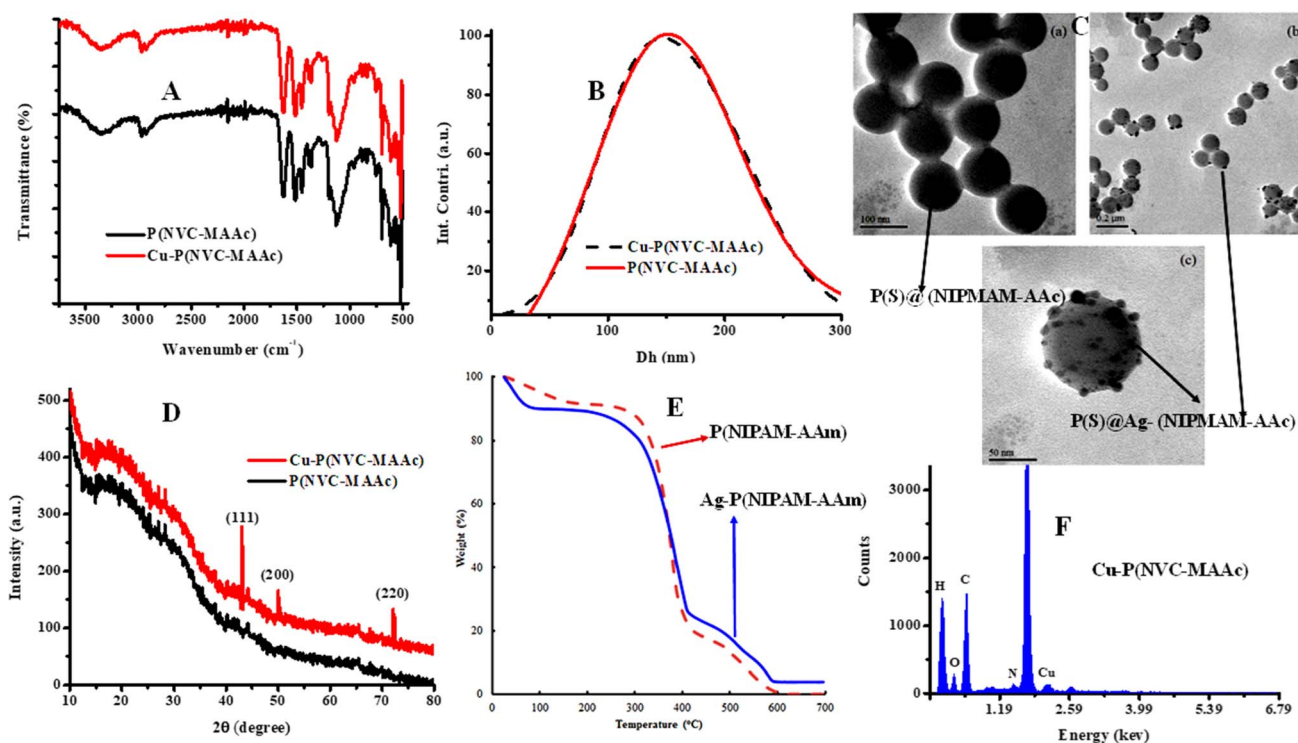 A
Transmittance (%)
P(NVC-MAAc)
Cu-P(NVC-MAAc)
3500 3000 2500 2000 1500 1000 500
Wavenumber (cm⁻¹)
B
Int. Contri. (a.u.)
100
80
60
40
20
Cu-P(NVC-MAAc)
P(NVC-MAAc)
0 100 200 300
Dh (nm)
C
(a)
100 nm
(b)
0.2 µm
P(S)@ (NIPMAM-AAc)
(c)
50 nm
P(S)@Ag- (NIPMAM-AAc)
D
Intensity (a.u.)
500
400
300
200
100
0
Cu-P(NVC-MAAc)
P(NVC-MAAc)
(111)
(200)
(220)
10 20 30 40 50 60 70 80
2θ (degree)
E
Weight (%)
100
80
60
40
20
0
P(NIPAM-AAm)
Ag-P(NIPAM-AAm)
0 100 200 300 400 500 600 700
Temperature (°C)
F
Counts
3000
1500
0
Cu-P(NVC-MAAc)
H
C
O
N
Cu
1.19 2.59 3.99 5.39 6.79
Energy (kev)